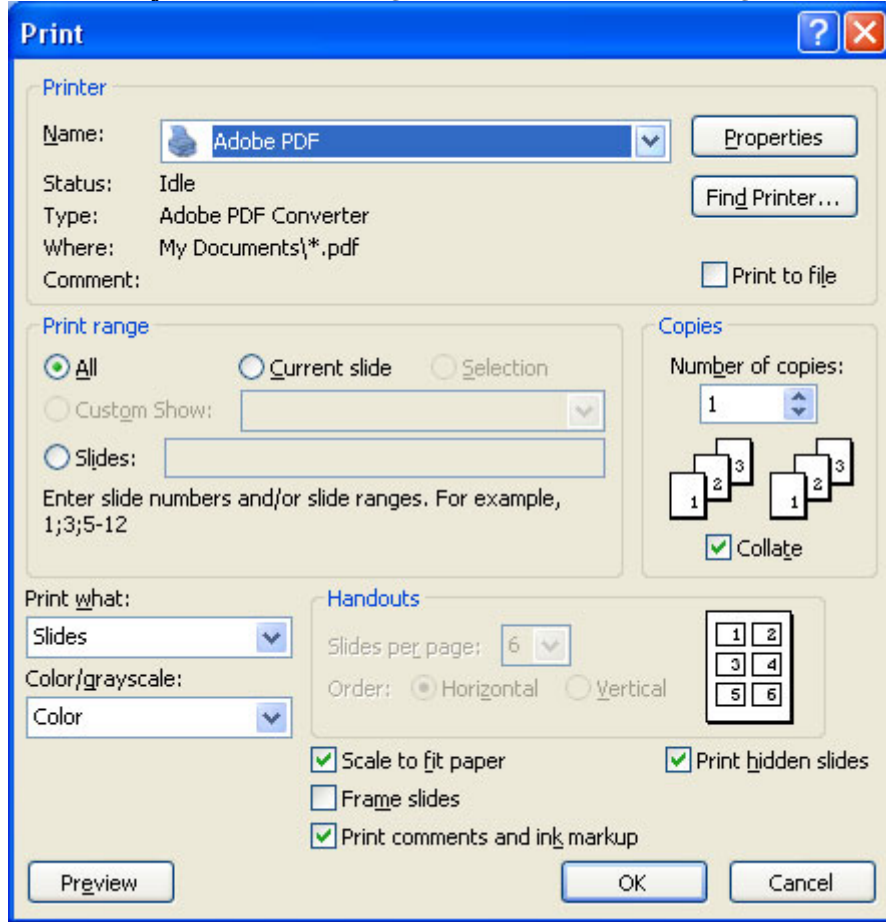 Print
Printer
Name: Adobe PDF Properties
Status: Idle Find Printer...
Type: Adobe PDF Converter
Where: My Documents\*.pdf
Comment: Print to file
Print range
All Current slide Selection
Custom Show:
Slides:
Enter slide numbers and/or slide ranges. For example,
1;3;5-12
Copies
Number of copies:
1
1 2 3 1 2 3
Collate
Print what:
Slides
Color/grayscale:
Color
Handouts
Slides per page: 6
Order: Horizontal Vertical
1 2
3 4
5 6
Scale to fit paper Print hidden slides
Frame slides
Print comments and ink markup
Preview OK Cancel